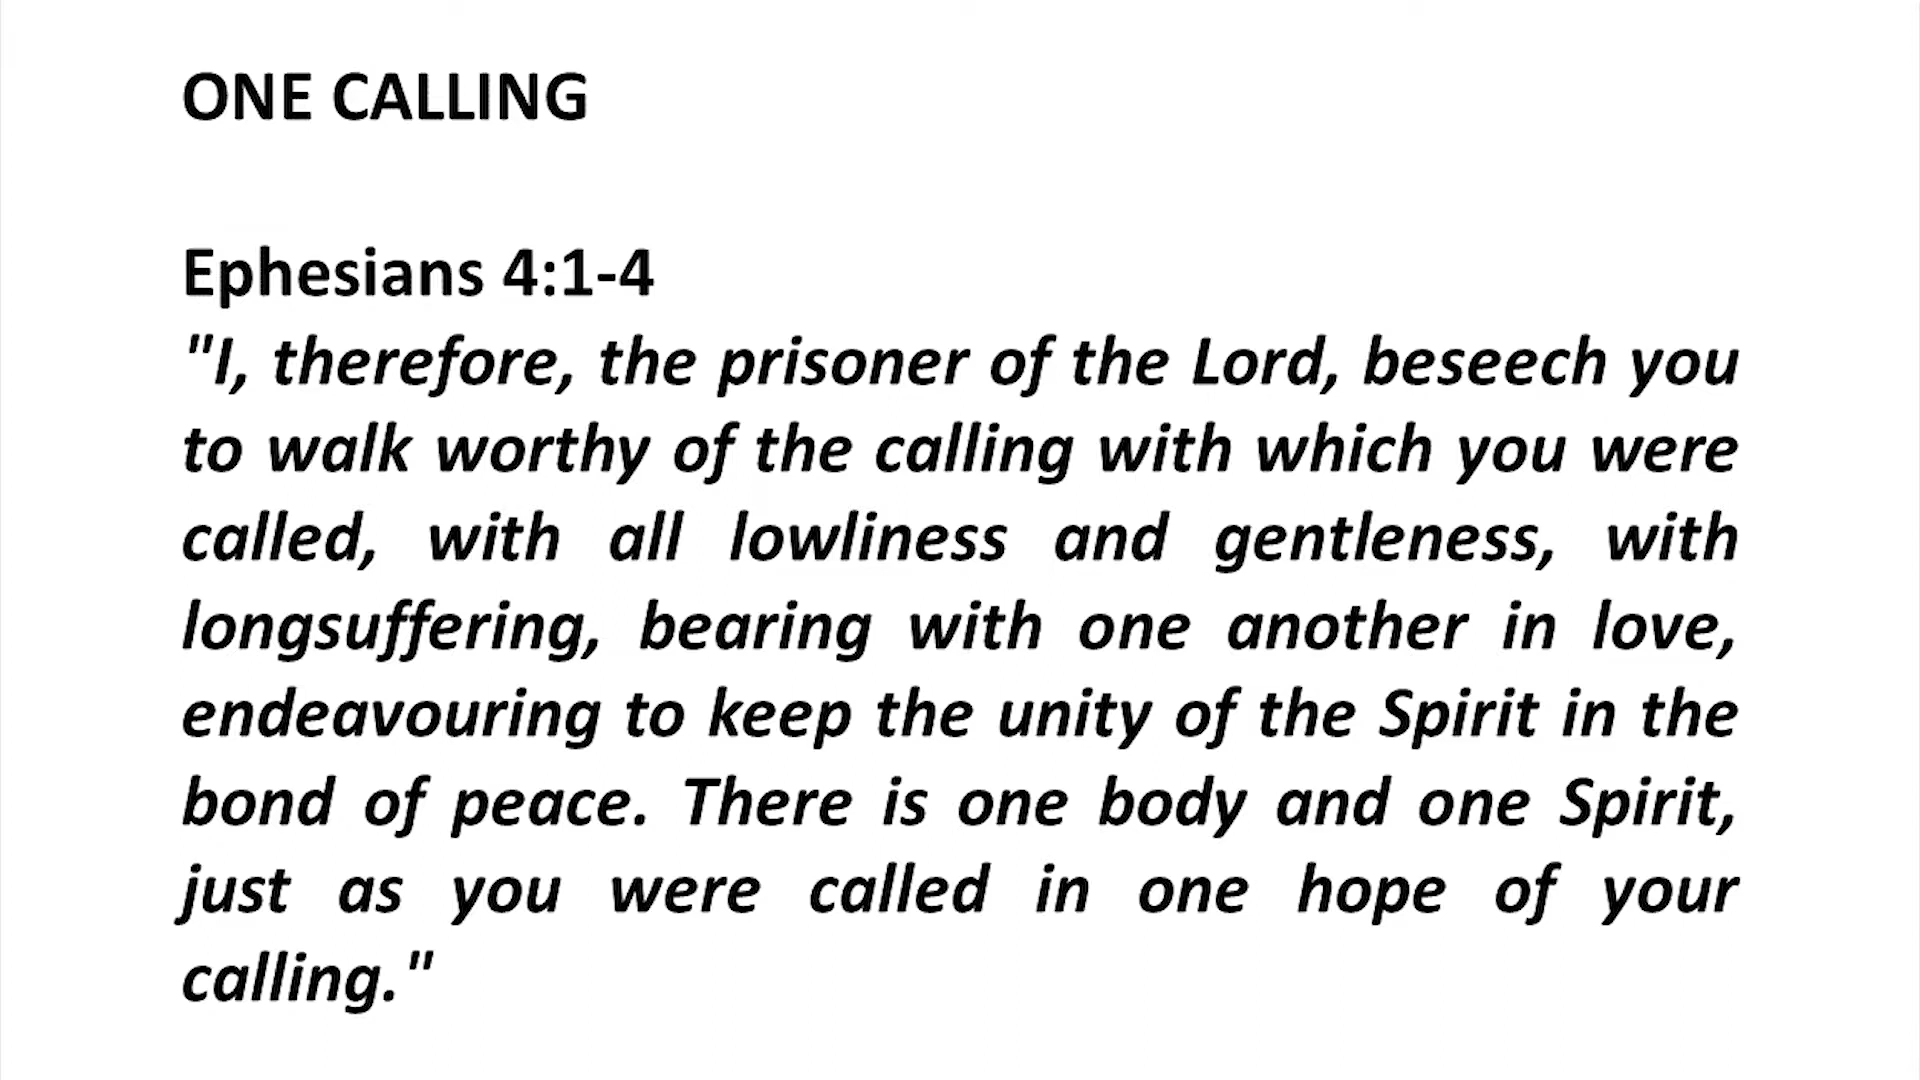 ONE CALLING
Ephesians 4:1-4
"I, therefore, the prisoner of the Lord, beseech you
to walk worthy of the calling with which you were
called, with all lowliness and gentleness, with
longsuffering, bearing with one another in love,
endeavouring to keep the unity of the Spirit in the
bond of peace. There is one body and one Spirit,
just as you were called in one hope of your
calling."